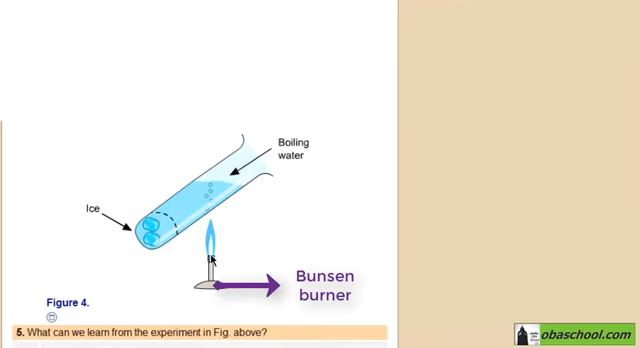 Boiling
water
Ice
Bunsen
burner
Figure 4.
5. What can we learn from the experiment in Fig. above?
obaschool.com